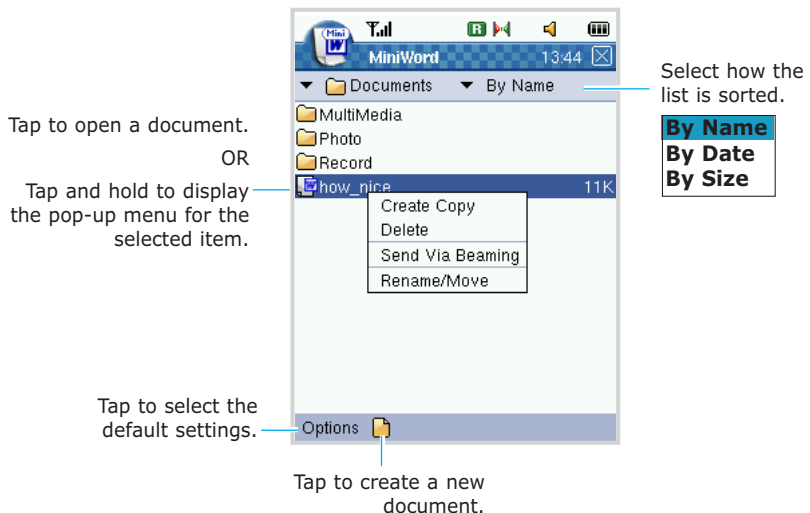 Mini
W
R
MiniWord 13:44
Documents By Name
MultiMedia
Photo
Record
how_nice 11K
Create Copy
Delete
Send Via Beaming
Rename/Move
Options
Tap to open a document.
OR
Tap and hold to display
the pop-up menu for the
selected item.
Select how the
list is sorted.
By Name
By Date
By Size
Tap to select the
default settings.
Tap to create a new
document.